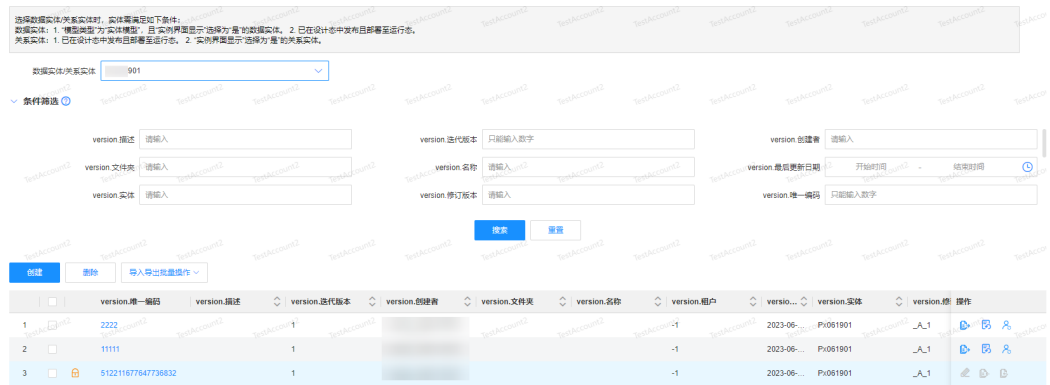 选择数据实体/关系实体时，实体需满足如下条件：
数据实体：1. “模型类型”为“实体模型”，且“实例界面显示”选择为“是”的数据实体。 2. 已在设计态中发布且部署至运行态。
关系实体：1. 已在设计态中发布且部署至运行态。 2. “实例界面显示”选择为“是”的关系实体。
数据实体/关系实体 901
条件筛选
version.描述 请输入 version.迭代版本 只能输入数字 version.创建者 请输入
version.文件夹 请输入 version.名称 请输入 version.最后更新日期 开始时间 - 结束时间
version.实体 请输入 version.修订版本 请输入 version.唯一编码 只能输入数字
搜索 重置
创建 删除 导入导出批量操作
version.唯一编码 version.描述 version.迭代版本 version.创建者 version.文件夹 version.名称 version.租户 versio... version.实体 version.修 操作
1 2222 1 -1 2023-06-... Px061901 _A_1
2 11111 1 -1 2023-06-... Px061901 _A_1
3 512211677647736832 1 -1 2023-06-... Px061901 _A_1
TestAccount2